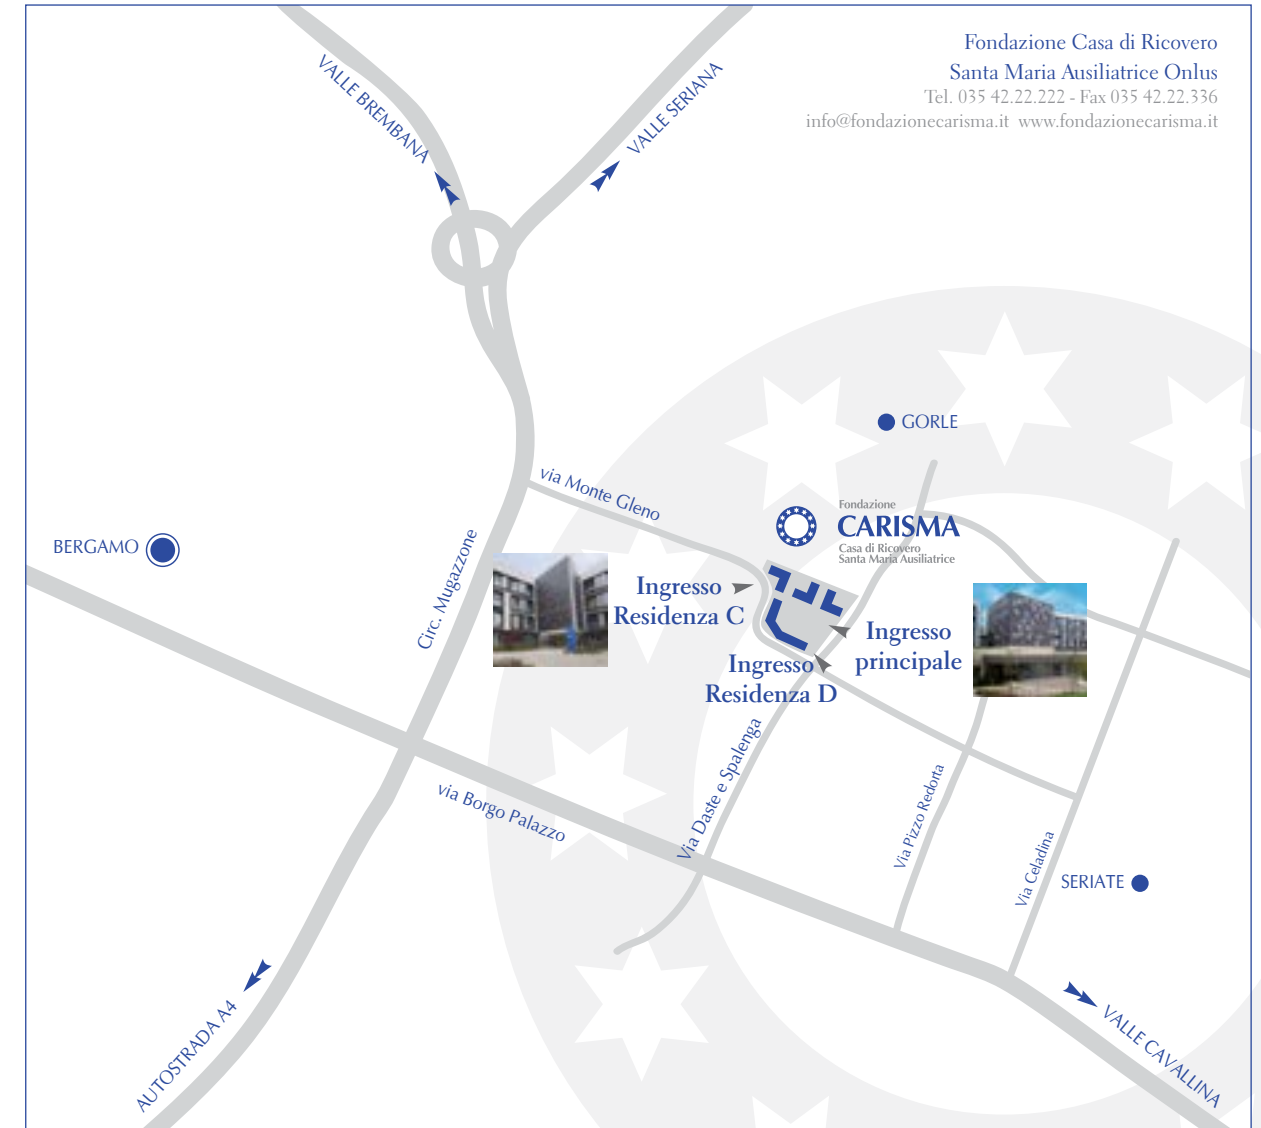 Fondazione Casa di Ricovero
Santa Maria Ausiliatrice Onlus
Tel. 035 42.22.222 - Fax 035 42.22.336
info@fondazionecarisma.it www.fondazionecarisma.it
VALLE BREMBANA
VALLE SERIANA
GORLE
via Monte Gleno
Fondazione
CARISMA
Casa di Ricovero
Santa Maria Ausiliatrice
BERGAMO
Circ. Mugazzone
Ingresso
Residenza C
Ingresso
principale
Ingresso
Residenza D
via Borgo Palazzo
Via Daste e Spalenga
Via Pizzo Redorta
Via Celadina
SERIATE
AUTOSTRADA A4
VALLE CAVALLINA